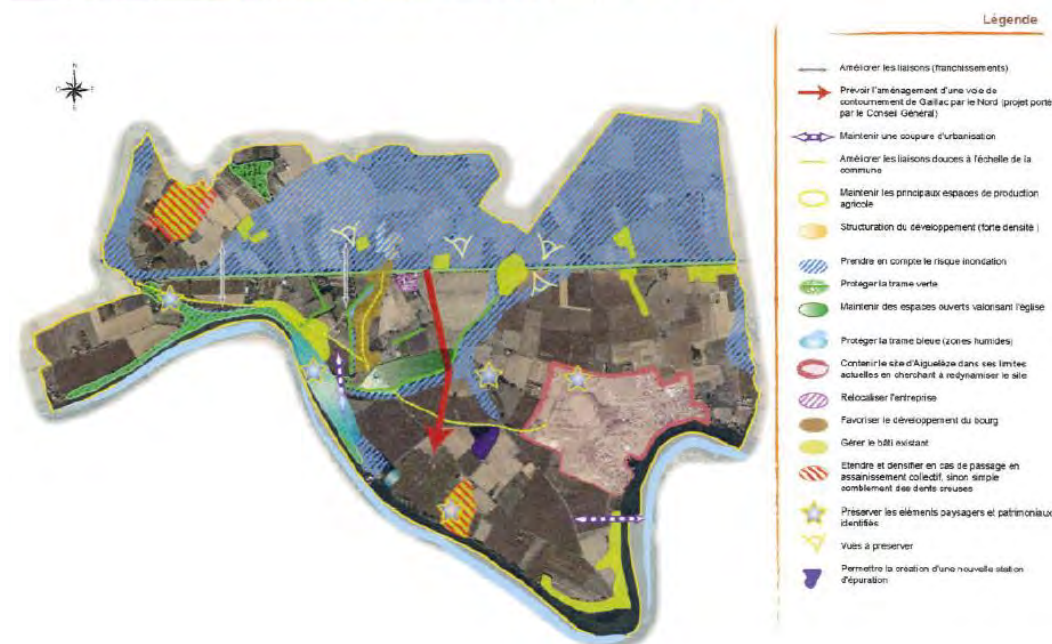 Légende
N
O
E
S
Améliorer les liaisons (franchissements)
Prévoir l'aménagement d'une voie de
contournement de Gaillac par le Nord (projet porté
par le Conseil Général)
Maintenir une coupure d'urbanisation
Améliorer les liaisons douces à l'échelle de la
commune
Maintenir les principaux espaces de production
agricole
Structuration du développement (forte densité )
Prendre en compte le risque inondation
Protéger la trame verte
Maintenir des espaces ouverts valorisant l'église
Protéger la trame bleue (zones humides)
Contenir le site d'Aiguelèze dans ses limites
actuelles en cherchant à redynamiser le site
Relocaliser l'entreprise
Favoriser le développement du bourg
Gérer le bâti existant
Etendre et densifier en cas de passage en
assainissement collectif, sinon simple
comblement des dents creuses
Préserver les éléments paysagers et patrimoniaux
identifiés
Vues à préserver
Permettre la création d'une nouvelle station
d'épuration